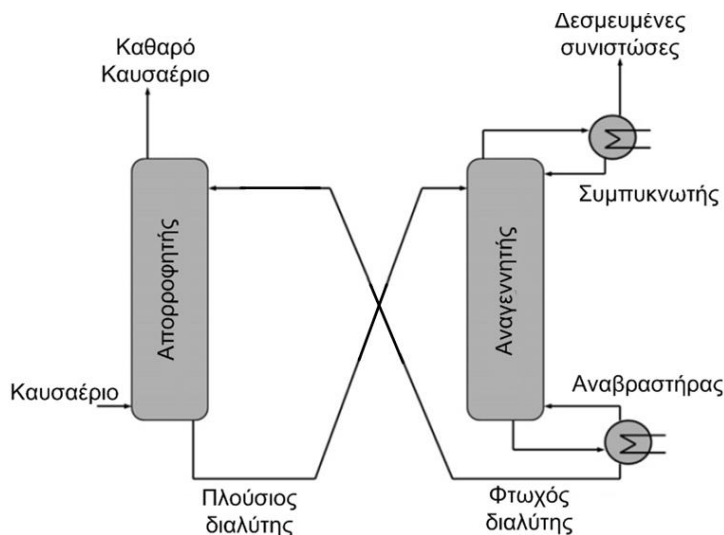 Καθαρό
Καυσαέριο
Δεσμευμένες
συνιστώσες
Συμπυκνωτής
Απορροφητής
Αναγεννητής
Καυσαέριο
Αναβραστήρας
Πλούσιος
διαλύτης
Φτωχός
διαλύτης